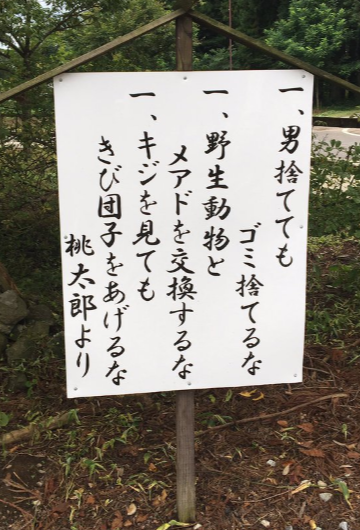 一、男捨てても
ゴミ捨てるな
一、野生動物と
メアドを交換するな
一、キジを見ても
きび団子をあげるな
桃太郎より